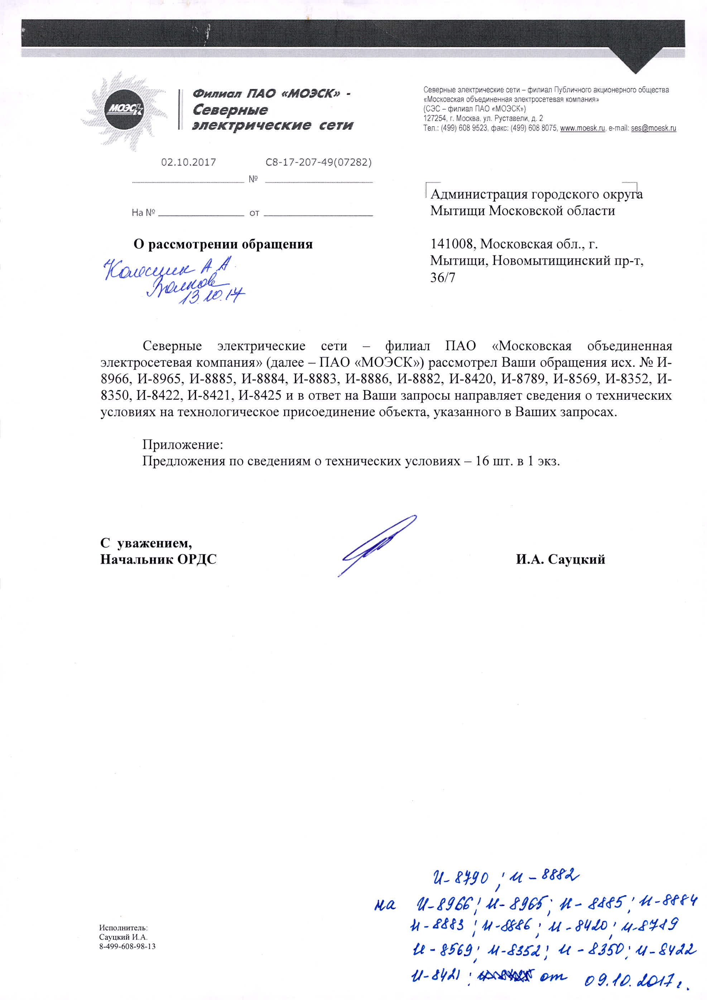 МОЭСК
Филиал ПАО «МОЭСК» -
Северные
электрические сети
Северные электрические сети – филиал Публичного акционерного общества
«Московская объединенная электросетевая компания»
(СЭС – филиал ПАО «МОЭСК»)
127254, г. Москва, ул. Руставели, д. 2
Тел.: (499) 608 9523, факс: (499) 608 8075, www.moesk.ru, e-mail: ses@moesk.ru
02.10.2017 С8-17-207-49(07282)
№
На № от
Администрация городского округа
Мытищи Московской области
141008, Московская обл., г.
Мытищи, Новомытищинский пр-т,
36/7
О рассмотрении обращения
Колесник А А
Волкова
13.10.17
Северные электрические сети – филиал ПАО «Московская объединенная
электросетевая компания» (далее – ПАО «МОЭСК») рассмотрел Ваши обращения исх. № И-
8966, И-8965, И-8885, И-8884, И-8883, И-8886, И-8882, И-8420, И-8789, И-8569, И-8352, И-
8350, И-8422, И-8421, И-8425 и в ответ на Ваши запросы направляет сведения о технических
условиях на технологическое присоединение объекта, указанного в Ваших запросах.
Приложение:
Предложения по сведениям о технических условиях – 16 шт. в 1 экз.
С уважением,
Начальник ОРДС И.А. Сауцкий
И-8790 ; И-8882
на И-8966; И-8965; И-8885; И-8884
И-8883 ; И-8886 ; И-8420; И-8789
И-8569; И-8352; И-8350; И-8422
И-8421 ; от 09.10.2017г.
Исполнитель:
Сауцкий И.А.
8-499-608-98-13